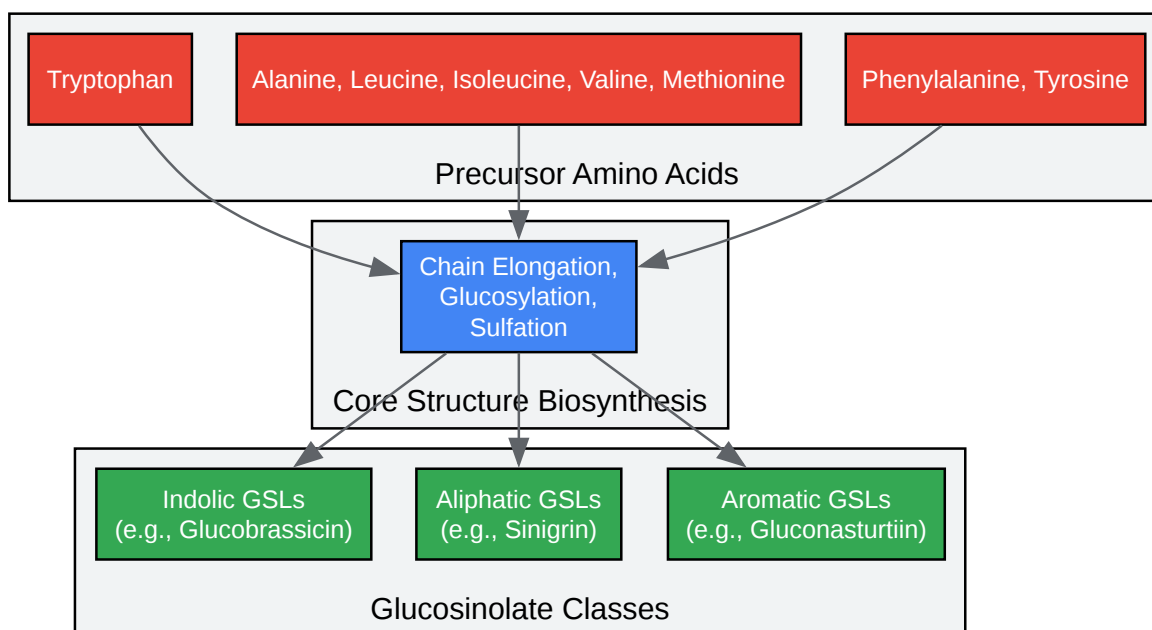 Tryptophan
Alanine, Leucine, Isoleucine, Valine, Methionine
Phenylalanine, Tyrosine
Precursor Amino Acids
Chain Elongation,
Glucosylation,
Sulfation
Core Structure Biosynthesis
Indolic GSLs
(e.g., Glucobrassicin)
Aliphatic GSLs
(e.g., Sinigrin)
Aromatic GSLs
(e.g., Gluconasturtiin)
Glucosinolate Classes